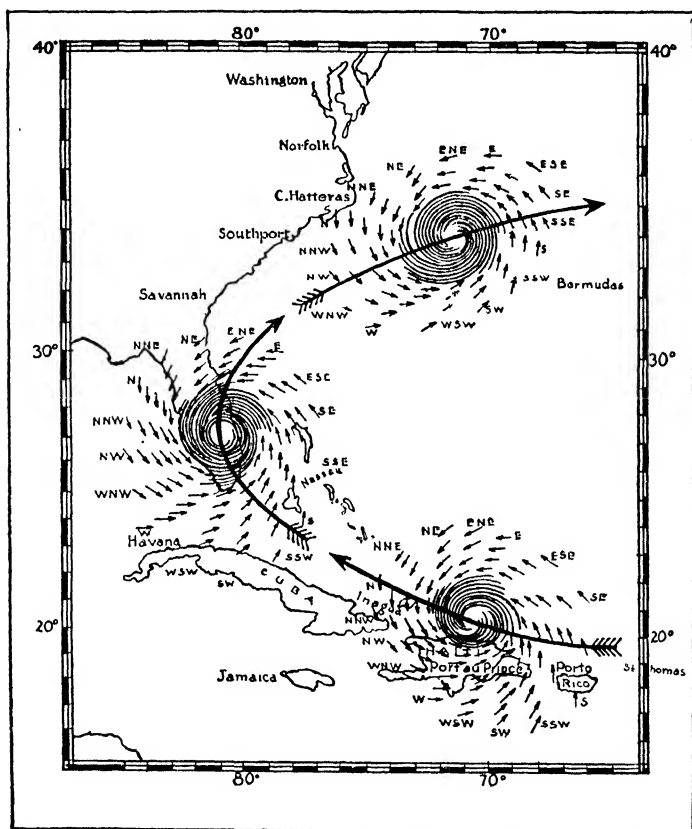 80° 70°
40° 40°
Washington
Norfolk
ENE E
NE ESE
NNE SE
C.Hatteras
N SSE
Southport
S
NNW
NW SSW Bermudas
Savannah
WNW SW
W WSW
ENE
NNE NE E
30° 30°
N ESE
SE
NNW
NW SSE
Nassau
WNW
S
W NE ENE E
Havana SSW NNE ESE
WSW SW CUBA N SE
Inagua
20° NNW 20°
NW HAITI
Jamaica WNW Port au Prince Porto St Thomas
Rico
W S
WSW SW SSW
80° 70°